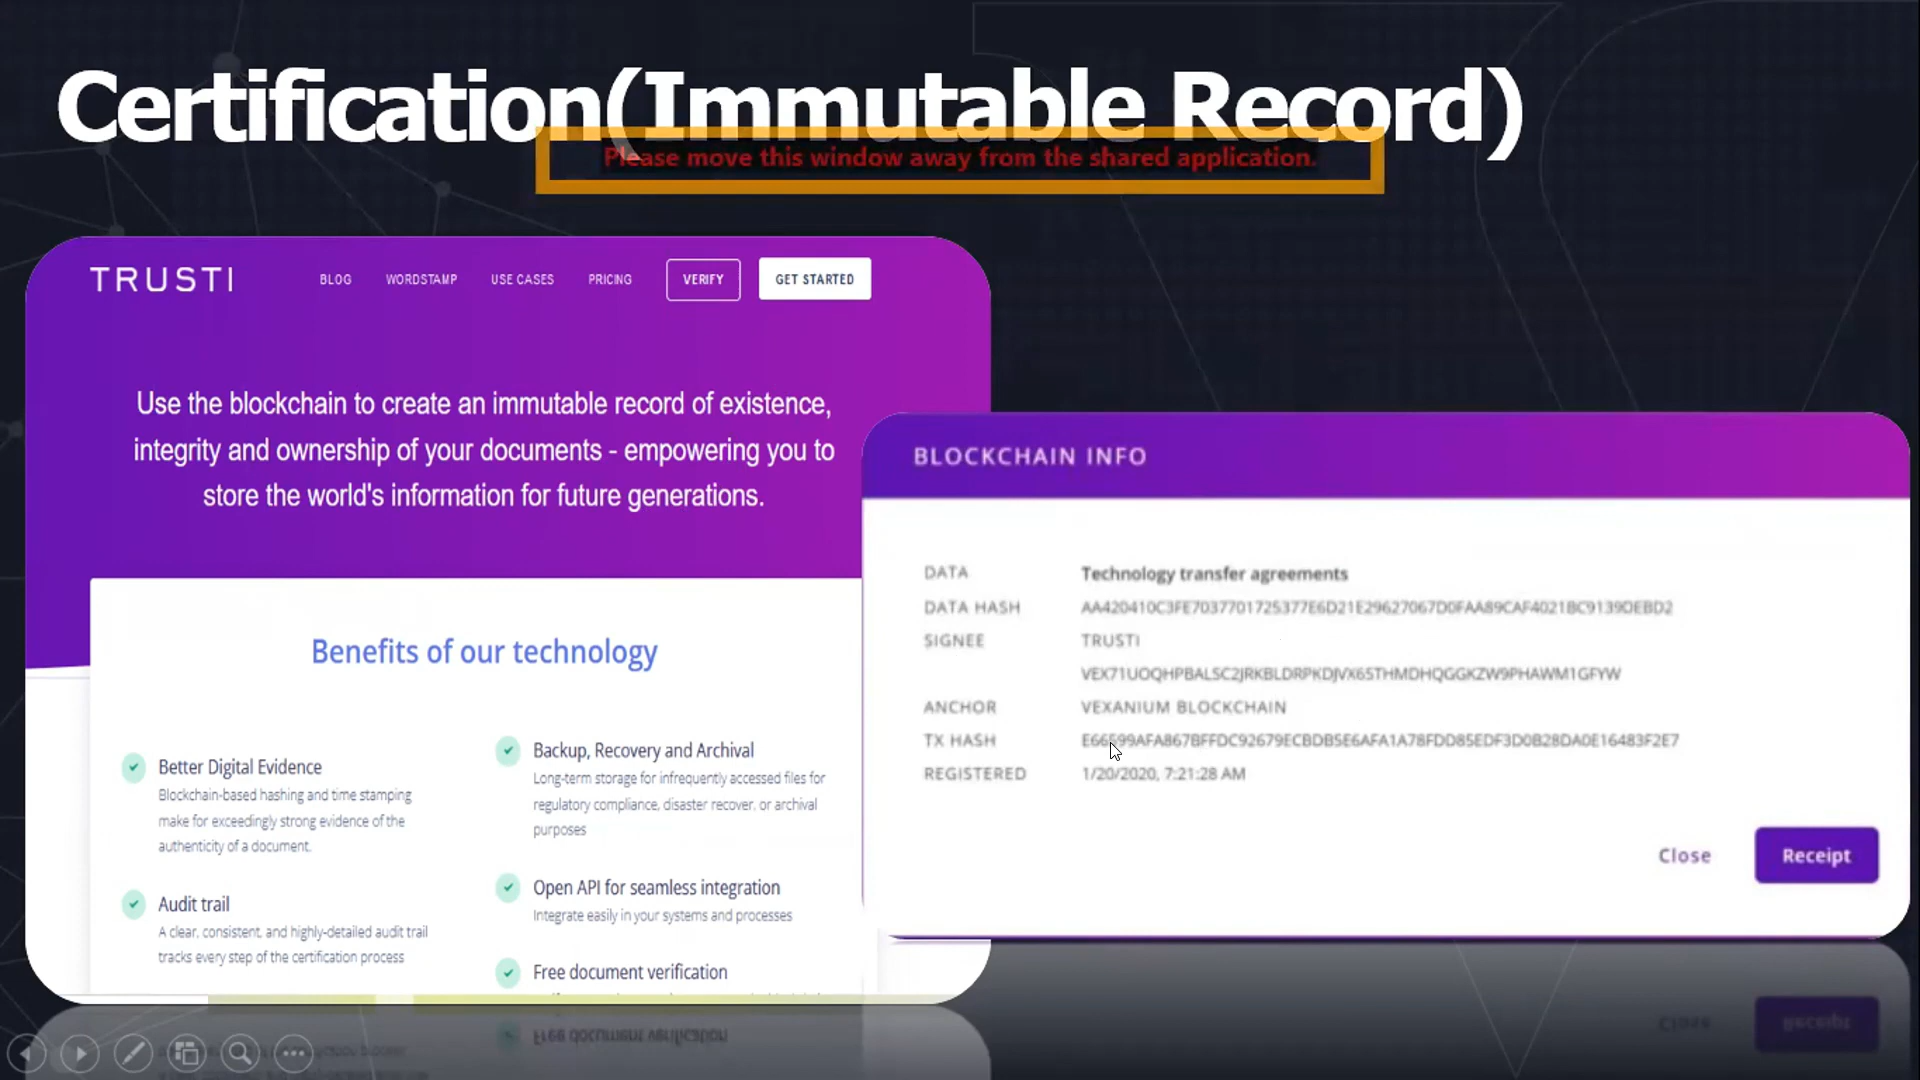 Certification(Immutable Record)
Please move this window away from the shared application.
TRUSTI
BLOG
WORDSTAMP
USE CASES
PRICING
VERIFY
GET STARTED
Use the blockchain to create an immutable record of existence,
integrity and ownership of your documents - empowering you to
store the world's information for future generations.
Benefits of our technology
Better Digital Evidence
Blockchain-based hashing and time stamping
make for exceedingly strong evidence of the
authenticity of a document.
Audit trail
A clear, consistent, and highly-detailed audit trail
tracks every step of the certification process
Backup, Recovery and Archival
Long-term storage for infrequently accessed files for
regulatory compliance, disaster recover, or archival
purposes
Open API for seamless integration
Integrate easily in your systems and processes
Free document verification
BLOCKCHAIN INFO
DATA Technology transfer agreements
DATA HASH AA420410C3FE7037701725377E6D21E29627067D0FAA89CAF4021BC9139DEBD2
SIGNEE TRUSTI
VEX71UOQHPBALSC2JRKBLDRPKDJVX65THMDHQGGKZW9PHAWM1GFYW
ANCHOR VEXANIUM BLOCKCHAIN
TX HASH E66599AFA867BFFDC92679ECBDB5E6AFA1A78FDD85EDF3D0B28DA0E16483F2E7
REGISTERED 1/20/2020, 7:21:28 AM
Close
Receipt